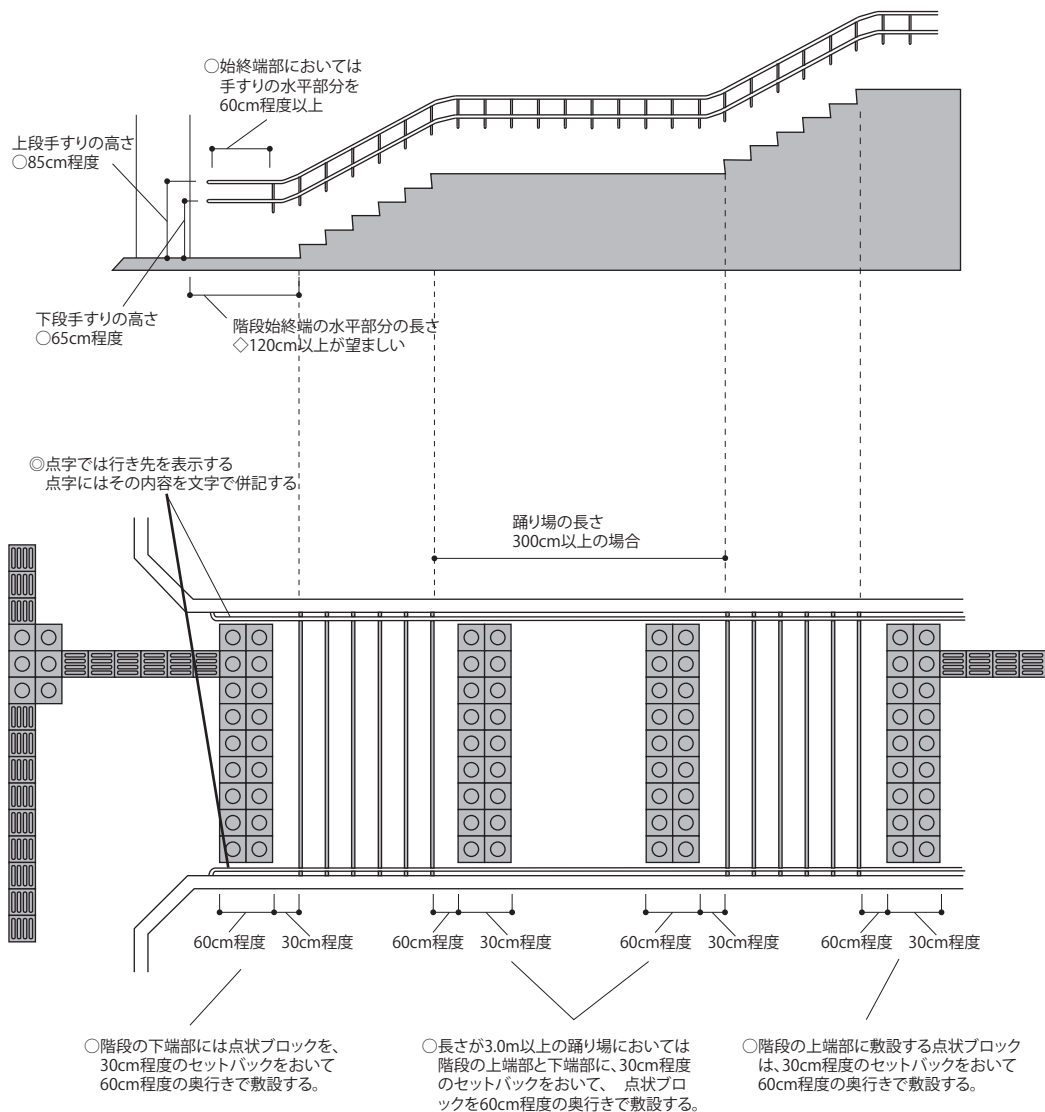 ○始終端部においては
手すりの水平部分を
60cm程度以上
上段手すりの高さ
○85cm程度
下段手すりの高さ
○65cm程度
階段始終端の水平部分の長さ
◇120cm以上が望ましい
◎点字では行き先を表示する
点字にはその内容を文字で併記する
踊り場の長さ
300cm以上の場合
60cm程度 30cm程度 60cm程度 30cm程度 60cm程度 30cm程度 60cm程度 30cm程度
○階段の下端部には点状ブロックを、
30cm程度のセットバックをおいて
60cm程度の奥行きで敷設する。
○長さが3.0m以上の踊り場においては
階段の上端部と下端部に、30cm程度
のセットバックをおいて、 点状ブロ
ックを60cm程度の奥行きで敷設する。
○階段の上端部に敷設する点状ブロック
は、30cm程度のセットバックをおいて
60cm程度の奥行きで敷設する。